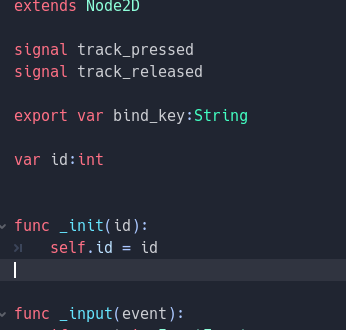 extends Node2D
signal track_pressed
signal track_released
export var bind_key:String
var id:int
func _init(id):
self.id = id
func _input(event):